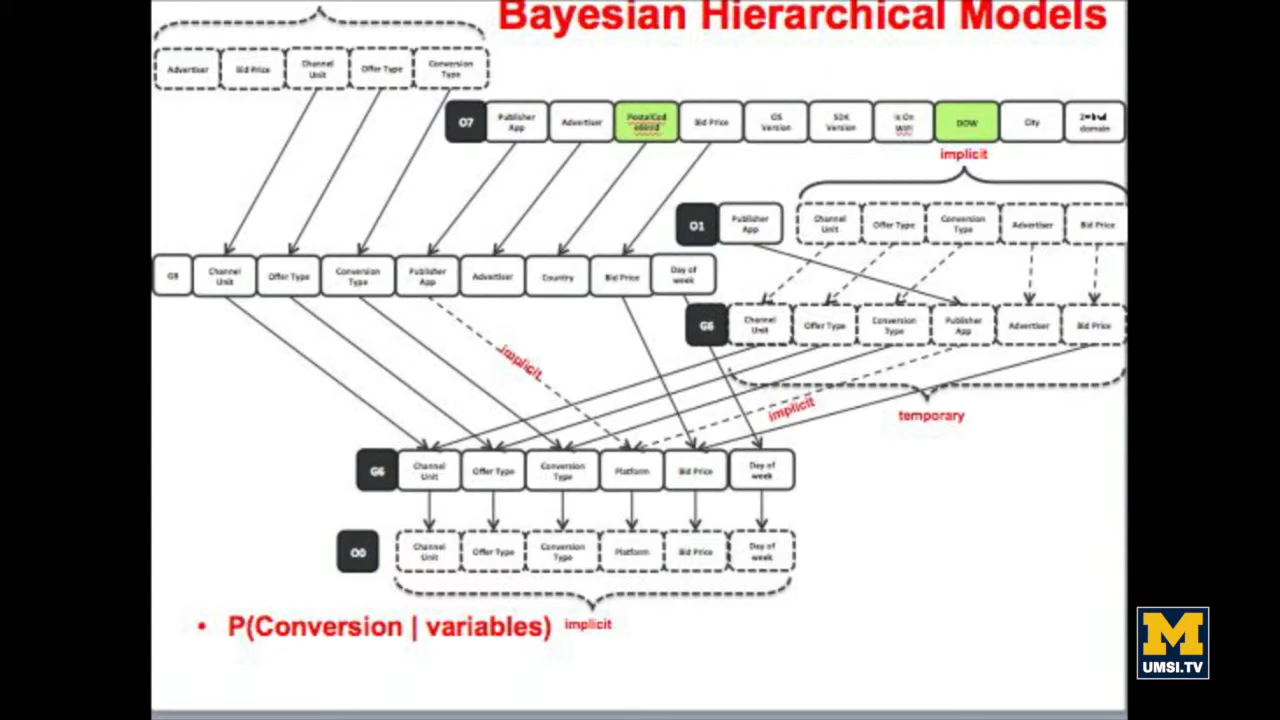 Bayesian Hierarchical Models
Advertiser
Bid Price
Channel
Unit
Offer Type
Conversion
Type
O7
Publisher
App
Advertiser
Bid Price
OS
Version
SDK
Version
Is On
Wifi
DOW
City
domain
implicit
O1
Publisher
App
Channel
Unit
Offer Type
Conversion
Type
Advertiser
Bid Price
Channel
Unit
Offer Type
Conversion
Type
Publisher
App
Advertiser
Country
Bid Price
Day of
week
G6
Channel
Unit
Offer Type
Conversion
Type
Publisher
App
Advertiser
Bid Price
implicit
implicit
temporary
G6
Channel
Unit
Offer Type
Conversion
Type
Platform
Bid Price
Day of
week
O0
Channel
Unit
Offer Type
Conversion
Type
Platform
Bid Price
Day of
week
• P(Conversion | variables)
implicit
M
UMSI.TV